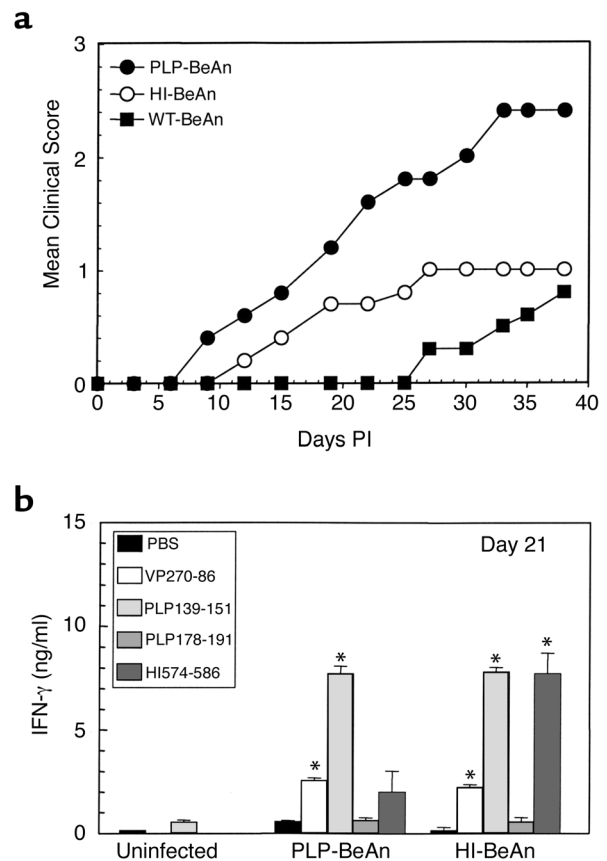 a
3
PLP-BeAn
HI-BeAn
WT-BeAn
2
1
0
Mean Clinical Score
0 5 10 15 20 25 30 35 40
Days PI
b
15
PBS
VP270-86
PLP139-151
PLP178-191
HI574-586
Day 21
10
5
0
IFN-γ (ng/ml)
* * * * *
Uninfected PLP-BeAn HI-BeAn